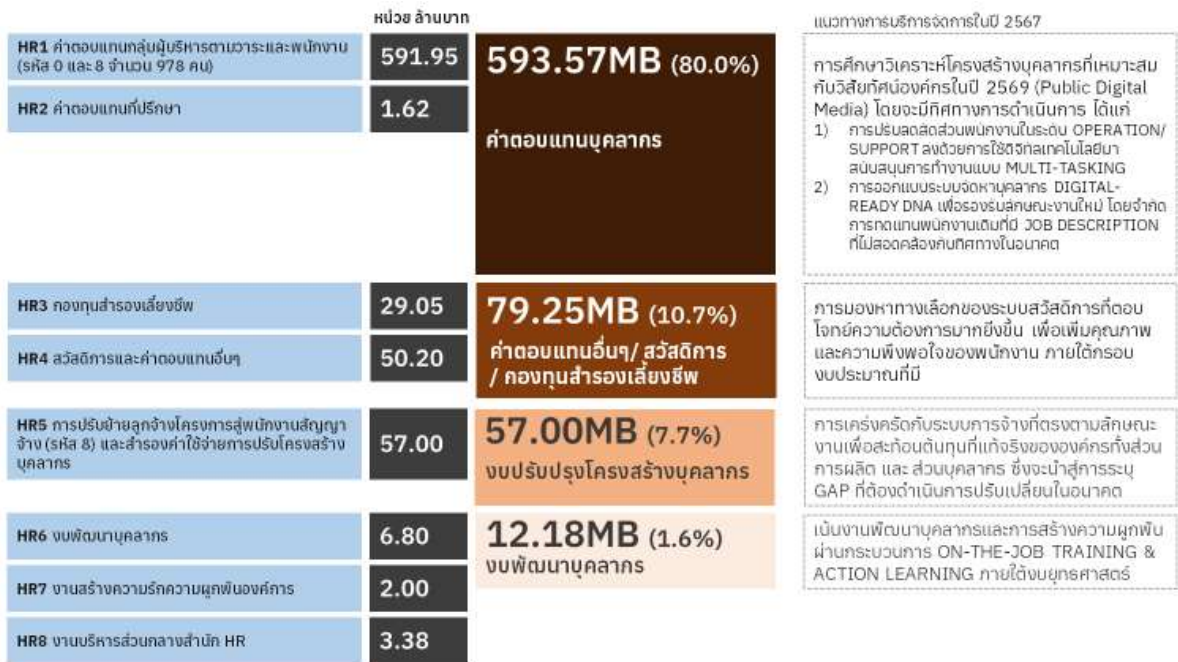 หน่วย ล้านบาท
HR1 ค่าตอบแทนกลุ่มผู้บริหารตามวาระและพนักงาน
(รหัส 0 และ 8 จำนวน 978 คน)
591.95
HR2 ค่าตอบแทนที่ปรึกษา
1.62
593.57MB (80.0%)
ค่าตอบแทนบุคลากร
แนวทางการบริการจัดการในปี 2567
การศึกษาวิเคราะห์โครงสร้างบุคลากรที่เหมาะสม
กับวิสัยทัศน์องค์กรในปี 2569 (Public Digital
Media) โดยจะมีทิศทางการดำเนินการ ได้แก่
1) การปรับลดสัดส่วนพนักงานในระดับ OPERATION/
SUPPORT ลงด้วยการใช้ดิจิทัลเทคโนโลยีมา
สนับสนุนการทำงานแบบ MULTI-TASKING
2) การออกแบบระบบจัดหาบุคลากร DIGITAL-
READY DNA เพื่อรองรับลักษณะงานใหม่ โดยจำกัด
การทดแทนพนักงานเดิมที่มี JOB DESCRIPTION
ที่ไม่สอดคล้องกับทิศทางในอนาคต
HR3 กองทุนสำรองเลี้ยงชีพ
29.05
HR4 สวัสดิการและค่าตอบแทนอื่นๆ
50.20
79.25MB (10.7%)
ค่าตอบแทนอื่นๆ/ สวัสดิการ
/ กองทุนสำรองเลี้ยงชีพ
การมองหาทางเลือกของระบบสวัสดิการที่ตอบ
โจทย์ความต้องการมากยิ่งขึ้น เพื่อเพิ่มคุณภาพ
และความพึงพอใจของพนักงาน ภายใต้กรอบ
งบประมาณที่มี
HR5 การปรับย้ายลูกจ้างโครงการสู่พนักงานสัญญา
จ้าง (รหัส 8) และสำรองค่าใช้จ่ายการปรับโครงสร้าง
บุคลากร
57.00
57.00MB (7.7%)
งบปรับปรุงโครงสร้างบุคลากร
การเคร่งครัดกับระบบการจ้างที่ตรงตามลักษณะ
งานเพื่อสะท้อนต้นทุนที่แท้จริงขององค์กรทั้งส่วน
การผลิต และ ส่วนบุคลากร ซึ่งจะนำสู่การระบุ
GAP ที่ต้องดำเนินการปรับเปลี่ยนในอนาคต
HR6 งบพัฒนาบุคลากร
6.80
HR7 งานสร้างความรักความผูกพันองค์การ
2.00
HR8 งานบริหารส่วนกลางสำนัก HR
3.38
12.18MB (1.6%)
งบพัฒนาบุคลากร
เน้นงานพัฒนาบุคลากรและการสร้างความผูกพัน
ผ่านกระบวนการ ON-THE-JOB TRAINING &
ACTION LEARNING ภายใต้งบยุทธศาสตร์